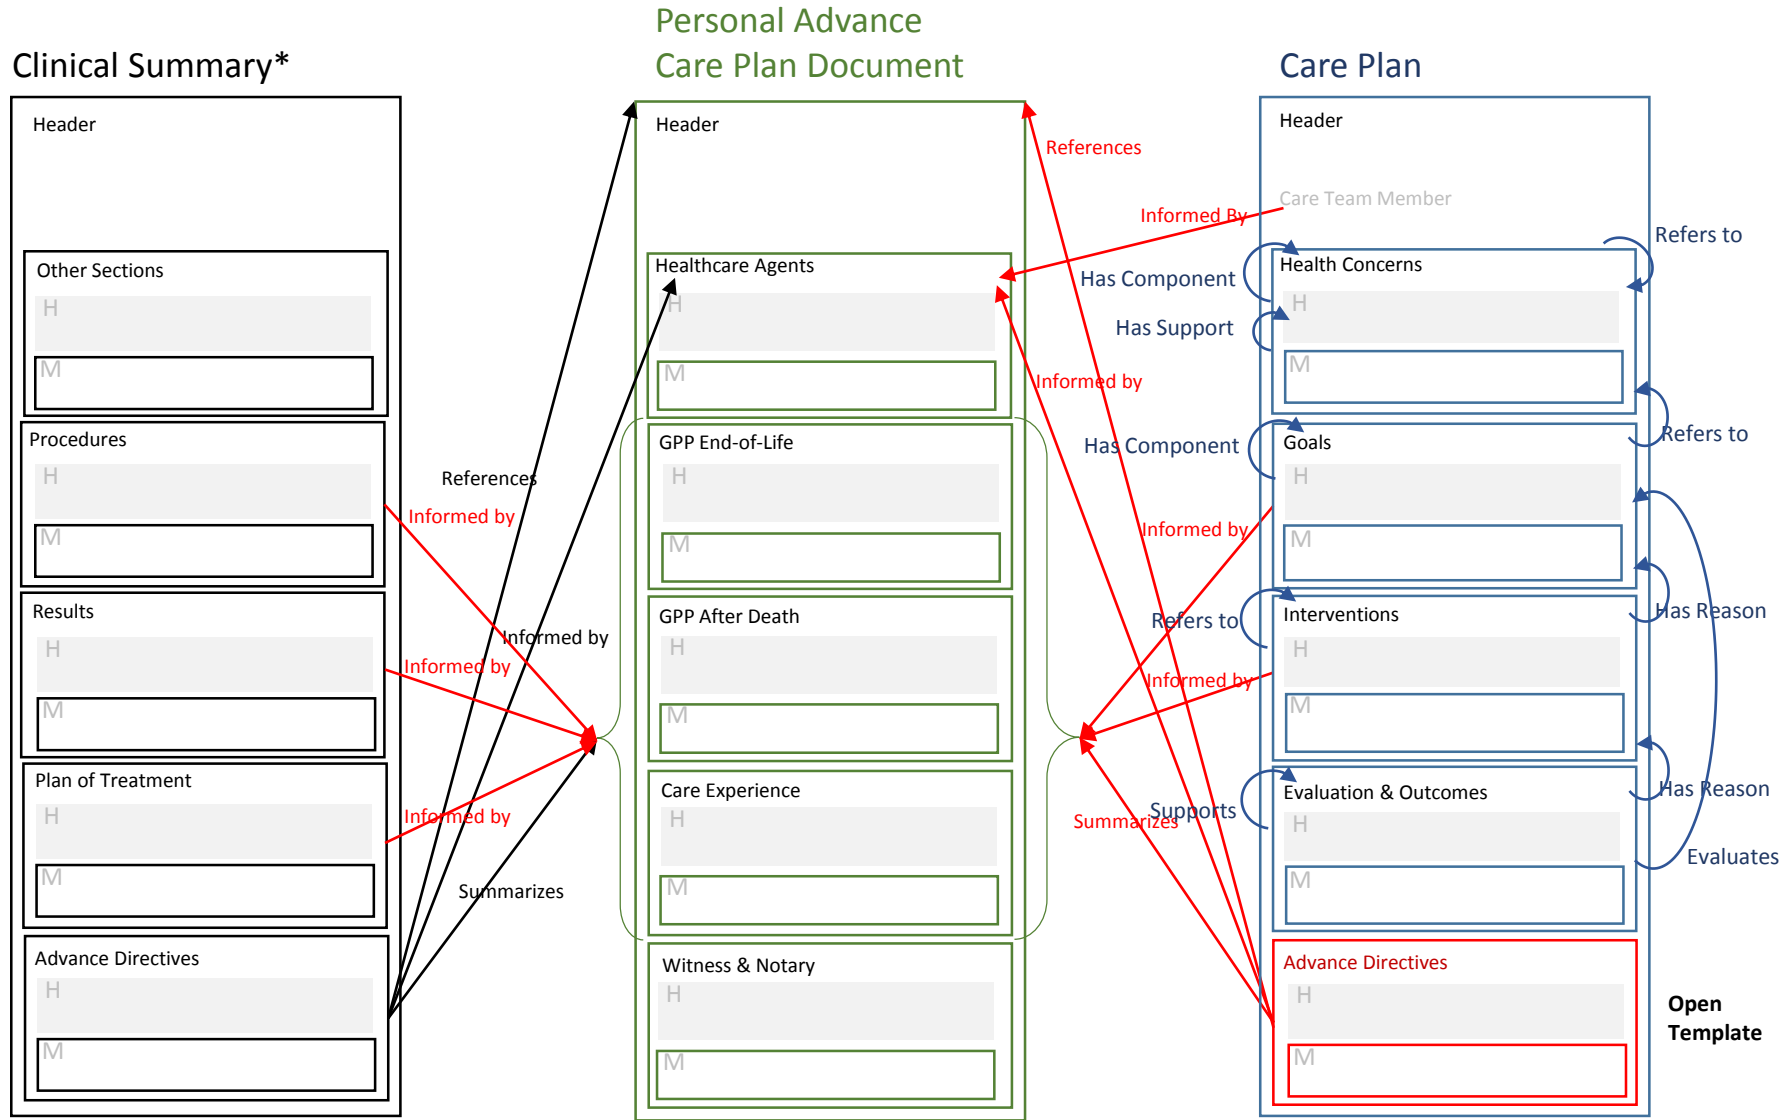 Personal Advance
Care Plan Document
Clinical Summary*
Care Plan
Header
Other Sections
H
M
Procedures
H
M
Results
H
M
Plan of Treatment
H
M
Advance Directives
H
M
References
Informed by
Informed by
Informed by
Informed by
Summarizes
Header
Healthcare Agents
H
M
GPP End-of-Life
H
M
GPP After Death
H
M
Care Experience
H
M
Witness & Notary
H
M
References
Informed By
Informed by
Informed by
Informed by
Summarizes
Has Component
Has Support
Has Component
Refers to
Supports
Header
Care Team Member
Health Concerns
H
M
Goals
H
M
Interventions
H
M
Evaluation & Outcomes
H
M
Advance Directives
H
M
Refers to
Refers to
Has Reason
Has Reason
Evaluates
Open
Template